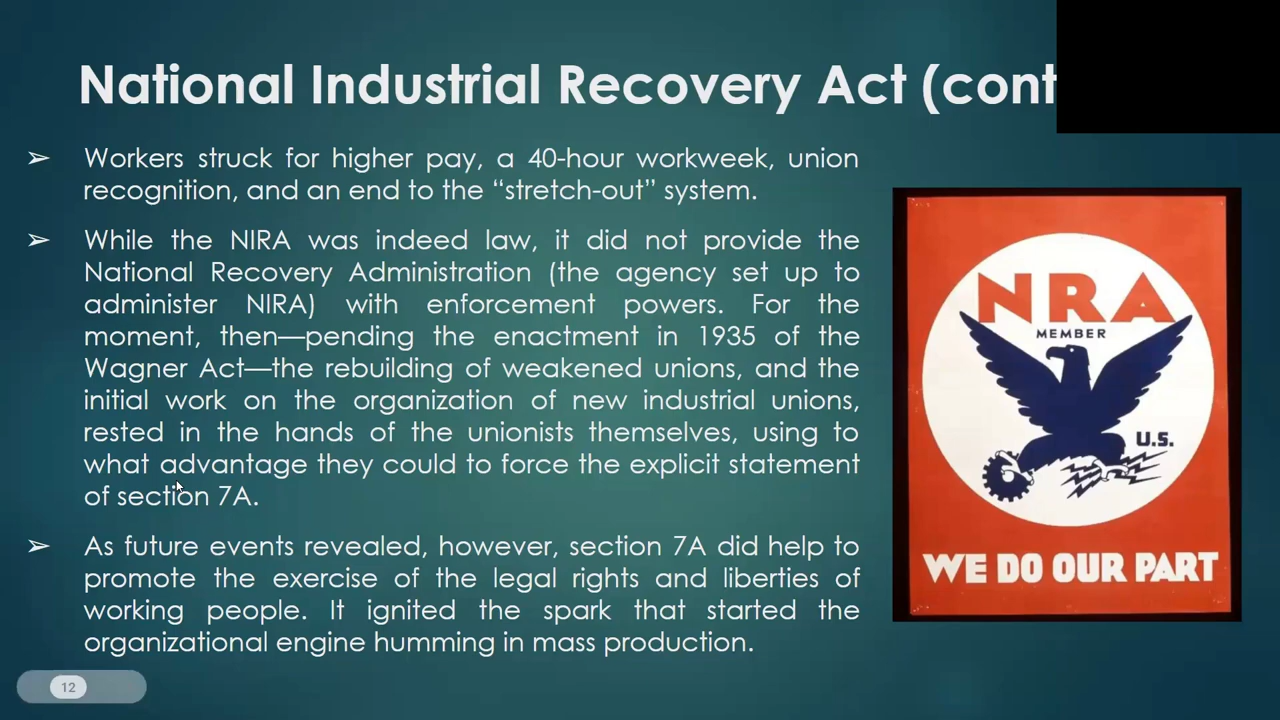 National Industrial Recovery Act (cont
➢ Workers struck for higher pay, a 40-hour workweek, union
recognition, and an end to the “stretch-out” system.
➢ While the NIRA was indeed law, it did not provide the
National Recovery Administration (the agency set up to
administer NIRA) with enforcement powers. For the
moment, then—pending the enactment in 1935 of the
Wagner Act—the rebuilding of weakened unions, and the
initial work on the organization of new industrial unions,
rested in the hands of the unionists themselves, using to
what advantage they could to force the explicit statement
of section 7A.
➢ As future events revealed, however, section 7A did help to
promote the exercise of the legal rights and liberties of
working people. It ignited the spark that started the
organizational engine humming in mass production.
NRA
MEMBER
U.S.
WE DO OUR PART
12